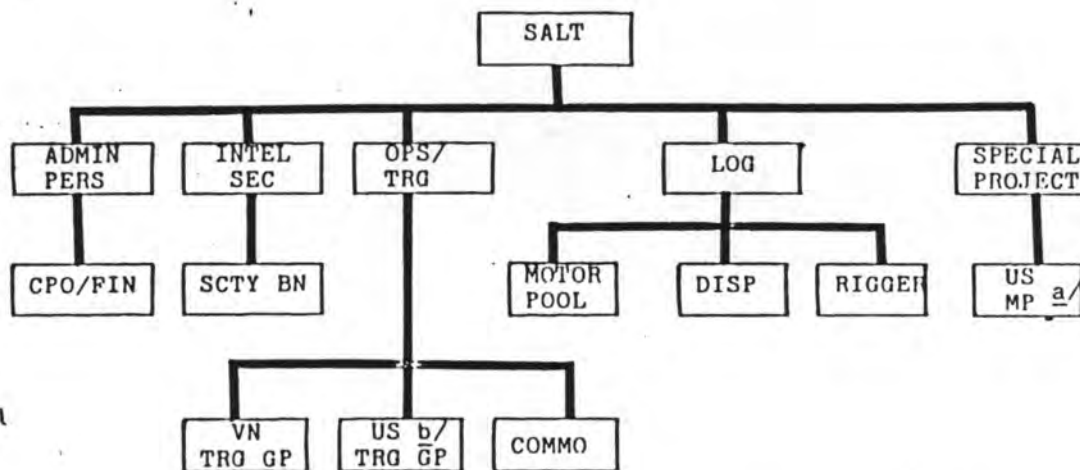 SALT
ADMIN
PERS
INTEL
SEC
OPS/
TRG
LOG
SPECIAL
PROJECT
CPO/FIN
SCTY BN
MOTOR
POOL
DISP
RIGGER
US
MP a/
VN
TRG GP
US b/
TRG GP
COMMO